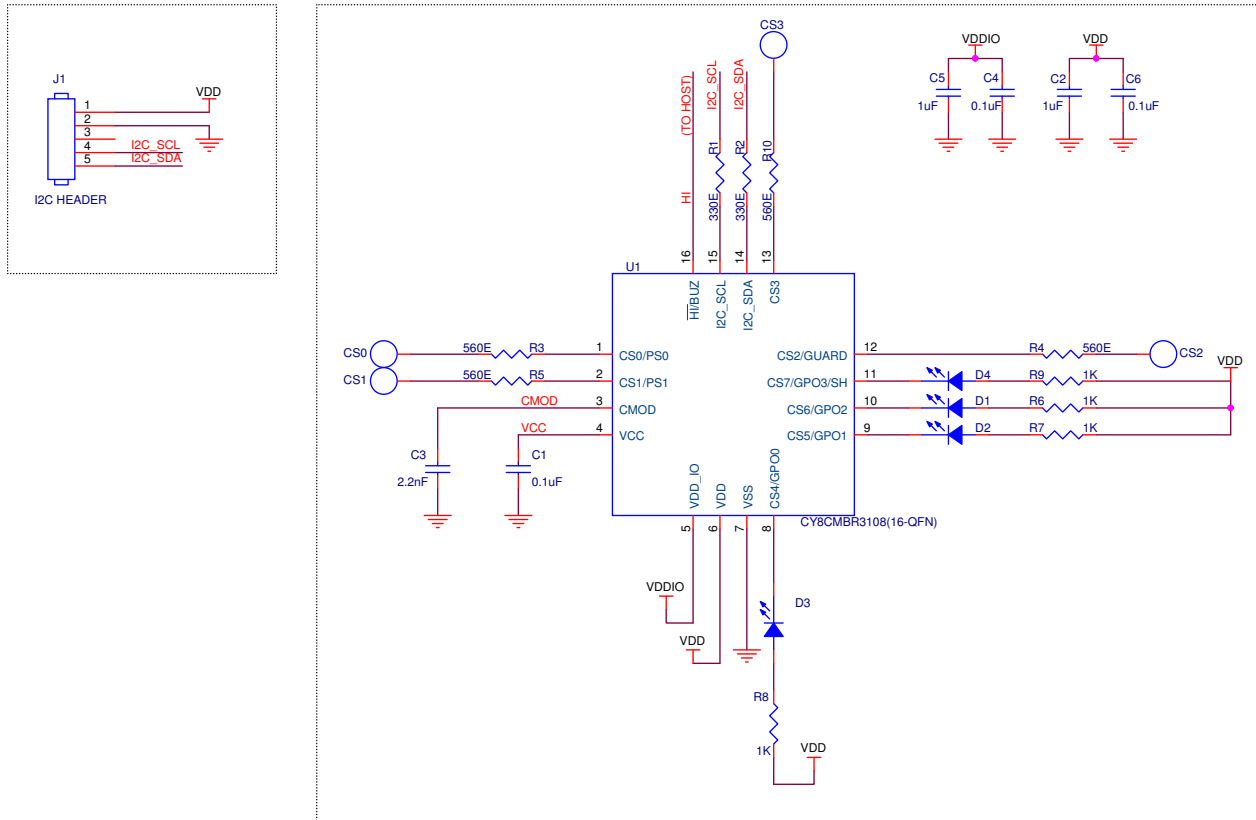 J1
1
2
3
4
5
VDD
I2C_SCL
I2C_SDA
I2C HEADER
CS3
HI
(TO HOST)
I2C_SCL
I2C_SDA
R1
R2
R10
330E
330E
560E
16
15
14
13
VDDIO
VDD
C5
C4
C2
C6
1uF
0.1uF
1uF
0.1uF
U1
HI/BUZ
I2C_SCL
I2C_SDA
CS3
CS0
560E
R3
1
CS0/PS0
CS1
560E
R5
2
CS1/PS1
CMOD
3
CMOD
VCC
4
VCC
C3
2.2nF
C1
0.1uF
CS2/GUARD
12
R4
560E
CS2
CS7/GPO3/SH
11
D4
R9
1K
VDD
CS6/GPO2
10
D1
R6
1K
CS5/GPO1
9
D2
R7
1K
VDD_IO
VDD
VSS
CS4/GPO0
5
6
7
8
CY8CMBR3108(16-QFN)
VDDIO
VDD
D3
R8
1K
VDD